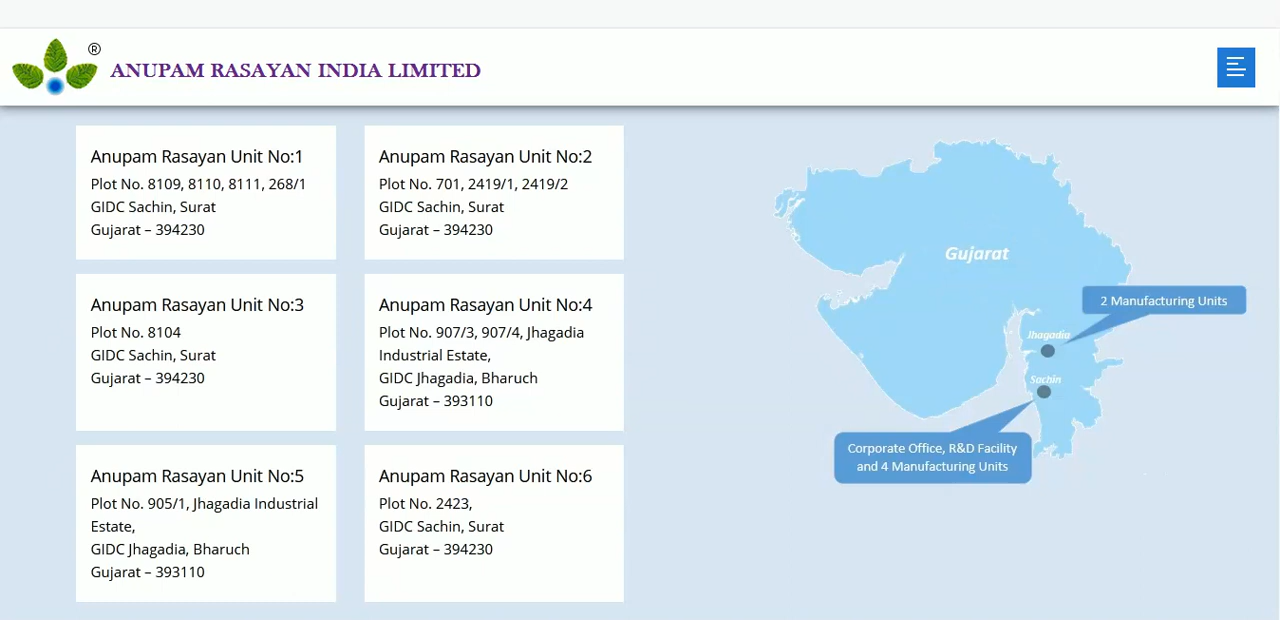 ®
ANUPAM RASAYAN INDIA LIMITED
Anupam Rasayan Unit No:1
Plot No. 8109, 8110, 8111, 268/1
GIDC Sachin, Surat
Gujarat – 394230
Anupam Rasayan Unit No:2
Plot No. 701, 2419/1, 2419/2
GIDC Sachin, Surat
Gujarat – 394230
Anupam Rasayan Unit No:3
Plot No. 8104
GIDC Sachin, Surat
Gujarat – 394230
Anupam Rasayan Unit No:4
Plot No. 907/3, 907/4, Jhagadia
Industrial Estate,
GIDC Jhagadia, Bharuch
Gujarat – 393110
Anupam Rasayan Unit No:5
Plot No. 905/1, Jhagadia Industrial
Estate,
GIDC Jhagadia, Bharuch
Gujarat – 393110
Anupam Rasayan Unit No:6
Plot No. 2423,
GIDC Sachin, Surat
Gujarat – 394230
Gujarat
2 Manufacturing Units
Jhagadia
Sachin
Corporate Office, R&D Facility
and 4 Manufacturing Units